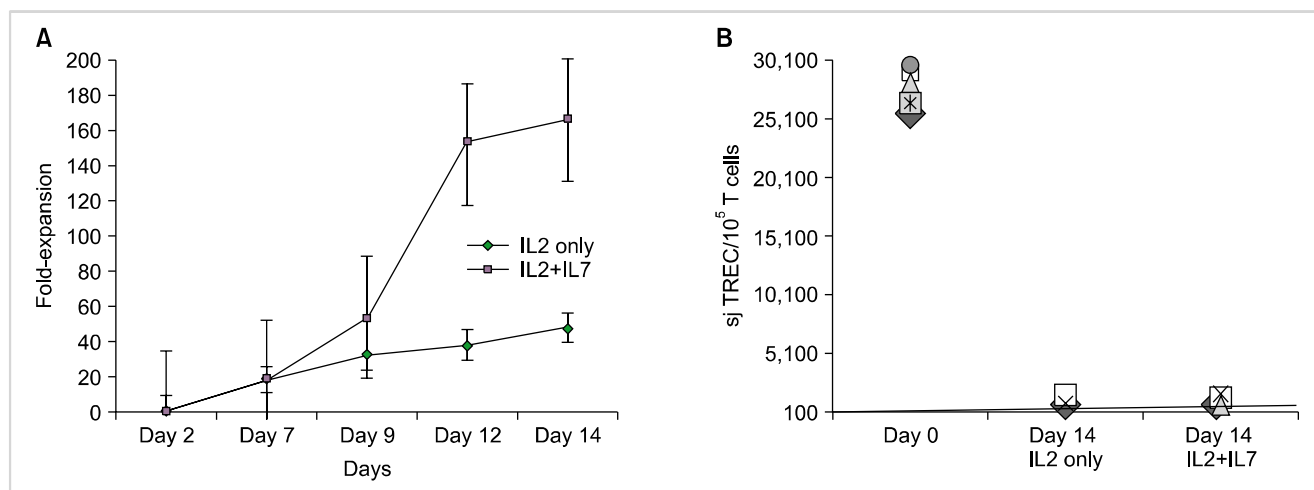 A
Fold-expansion
200
180
160
140
120
100
80
60
40
20
0
IL2 only
IL2+IL7
Day 2 Day 7 Day 9 Day 12 Day 14
Days
B
sj TREC/10⁵ T cells
30,100
25,100
20,100
15,100
10,100
5,100
100
Day 0 Day 14 Day 14
IL2 only IL2+IL7